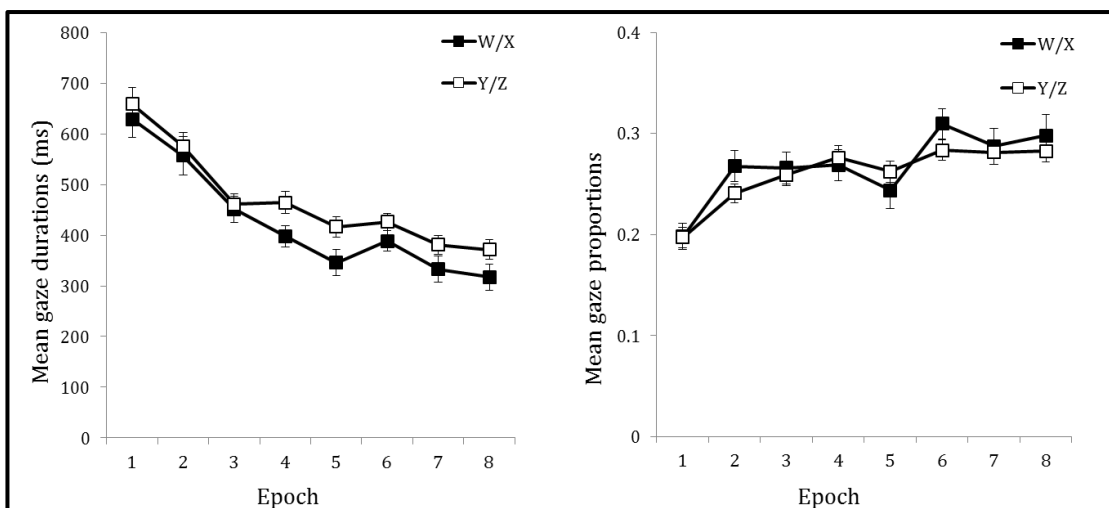 800
700
600
500
400
300
200
100
0
Mean gaze durations (ms)
W/X
Y/Z
1 2 3 4 5 6 7 8
Epoch
0.4
0.3
0.2
0.1
0
Mean gaze proportions
W/X
Y/Z
1 2 3 4 5 6 7 8
Epoch